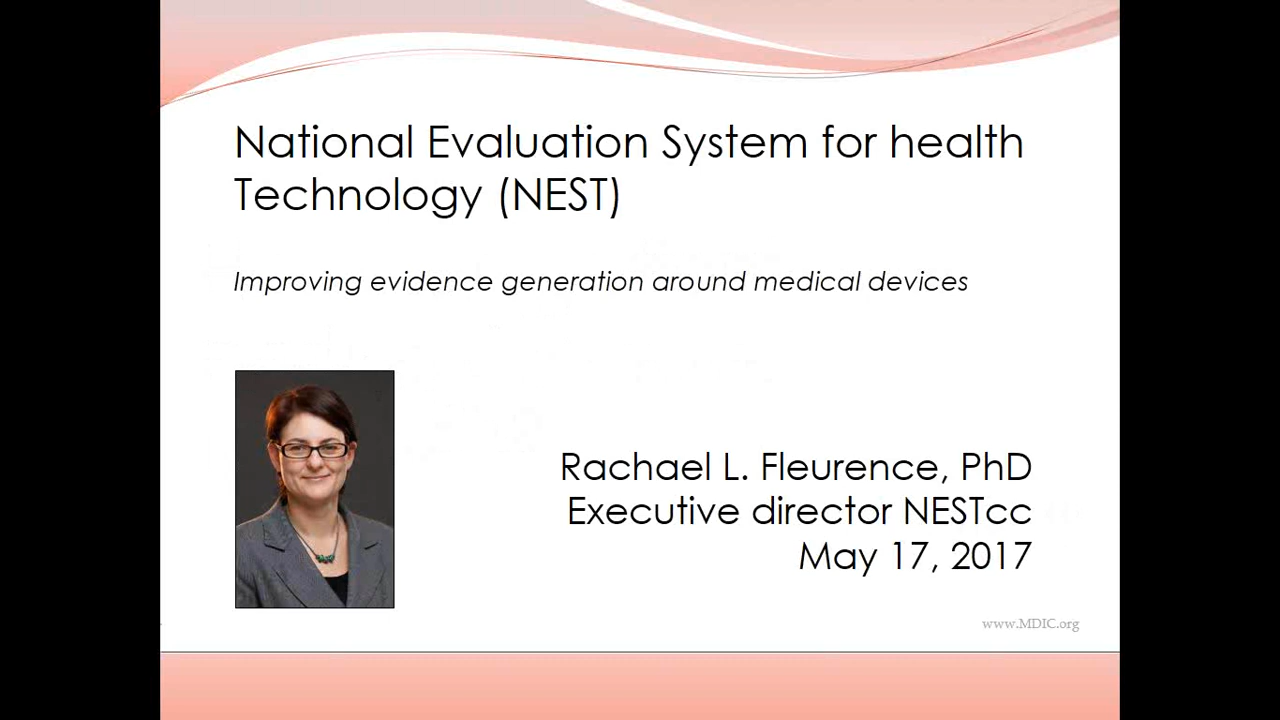 National Evaluation System for health
Technology (NEST)
Improving evidence generation around medical devices
Rachael L. Fleurence, PhD
Executive director NESTcc
May 17, 2017
www.MDIC.org